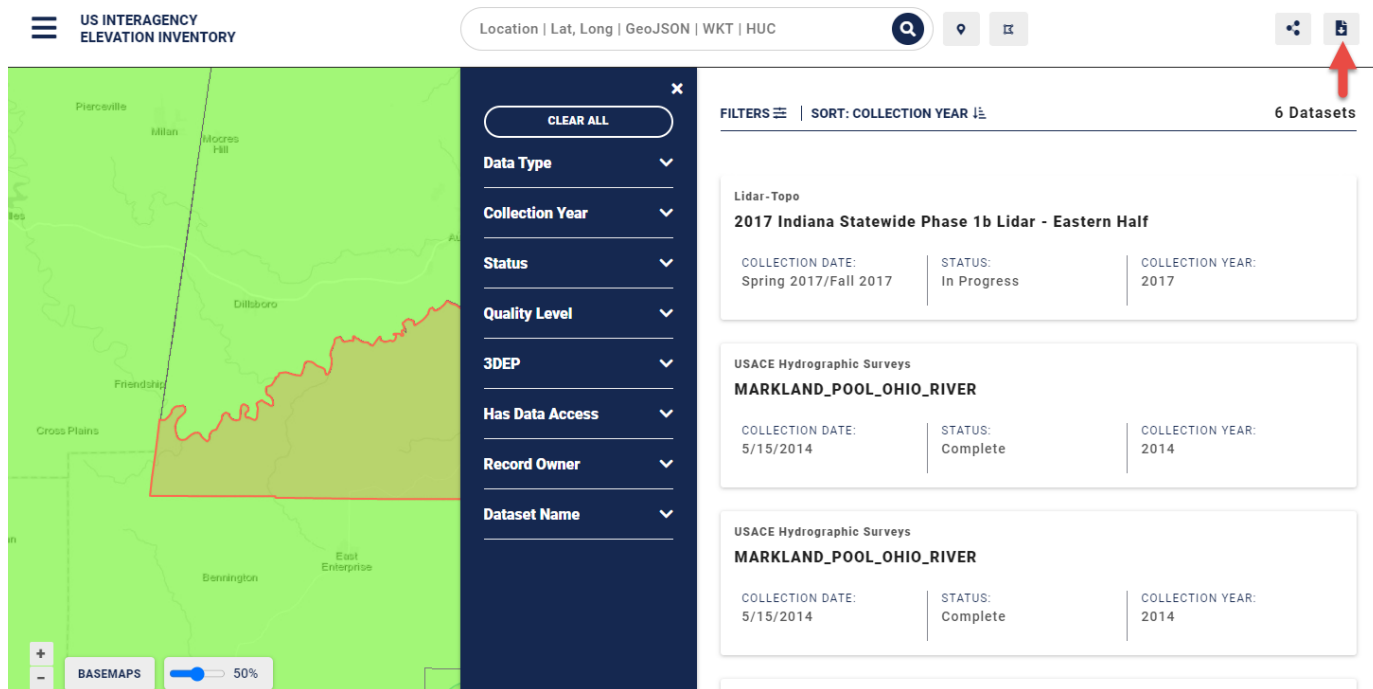 US INTERAGENCY
ELEVATION INVENTORY
Location | Lat, Long | GeoJSON | WKT | HUC
Pierceville
Milan
Moores
Hill
Dillsboro
Friendship
Cross Plains
East
Enterprise
Bennington
+
−
BASEMAPS
50%
×
CLEAR ALL
Data Type
Collection Year
Status
Quality Level
3DEP
Has Data Access
Record Owner
Dataset Name
FILTERS | SORT: COLLECTION YEAR
6 Datasets
Lidar-Topo
2017 Indiana Statewide Phase 1b Lidar - Eastern Half
COLLECTION DATE: STATUS: COLLECTION YEAR:
Spring 2017/Fall 2017 In Progress 2017
USACE Hydrographic Surveys
MARKLAND_POOL_OHIO_RIVER
COLLECTION DATE: STATUS: COLLECTION YEAR:
5/15/2014 Complete 2014
USACE Hydrographic Surveys
MARKLAND_POOL_OHIO_RIVER
COLLECTION DATE: STATUS: COLLECTION YEAR:
5/15/2014 Complete 2014